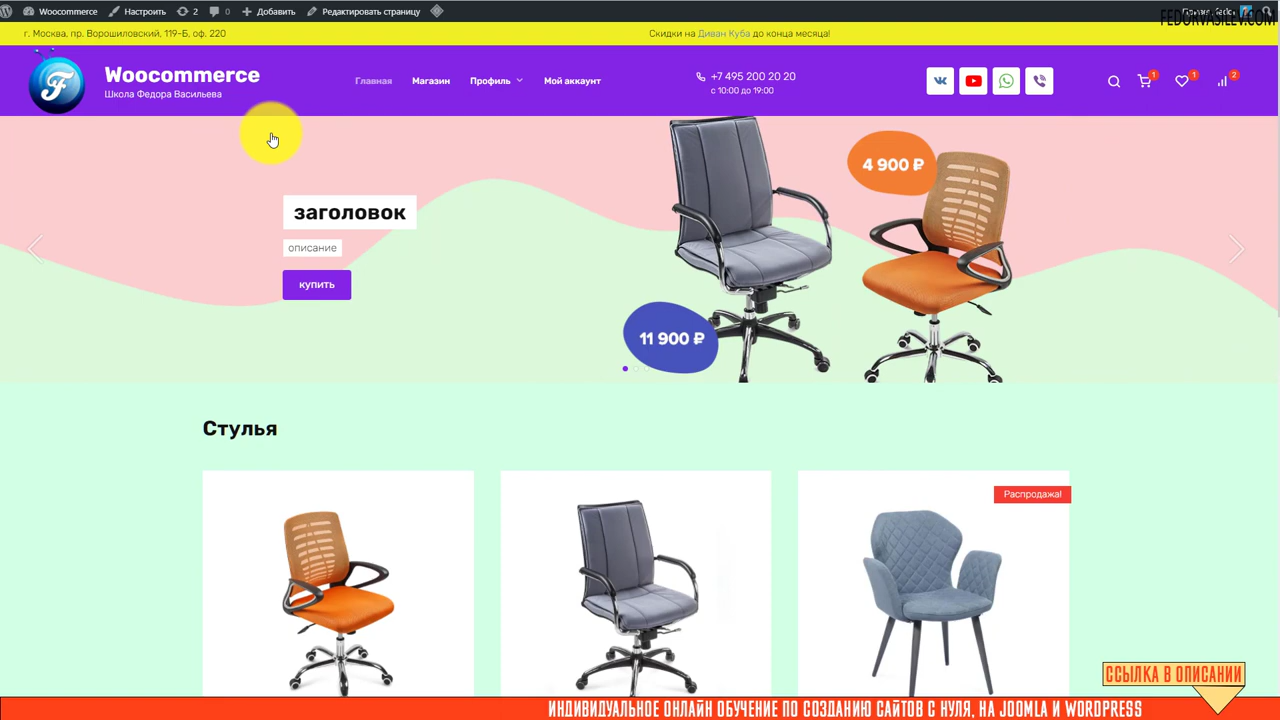 Woocommerce Настроить 2 0 Добавить Редактировать страницу
FEDORVASILEV.COM
г. Москва, пр. Ворошиловский, 119-Б, оф. 220 Скидки на Диван Куба до конца месяца!
Woocommerce
Школа Федора Васильева
Главная Магазин Профиль Мой аккаунт
+7 495 200 20 20
с 10:00 до 19:00
1 1 2
4 900 ₽
заголовок
описание
купить
11 900 ₽
Стулья
Распродажа!
ССЫЛКА В ОПИСАНИИ
ИНДИВИДУАЛЬНОЕ ОНЛАЙН ОБУЧЕНИЕ ПО СОЗДАНИЮ САЙТОВ С НУЛЯ, НА JOOMLA И WORDPRESS